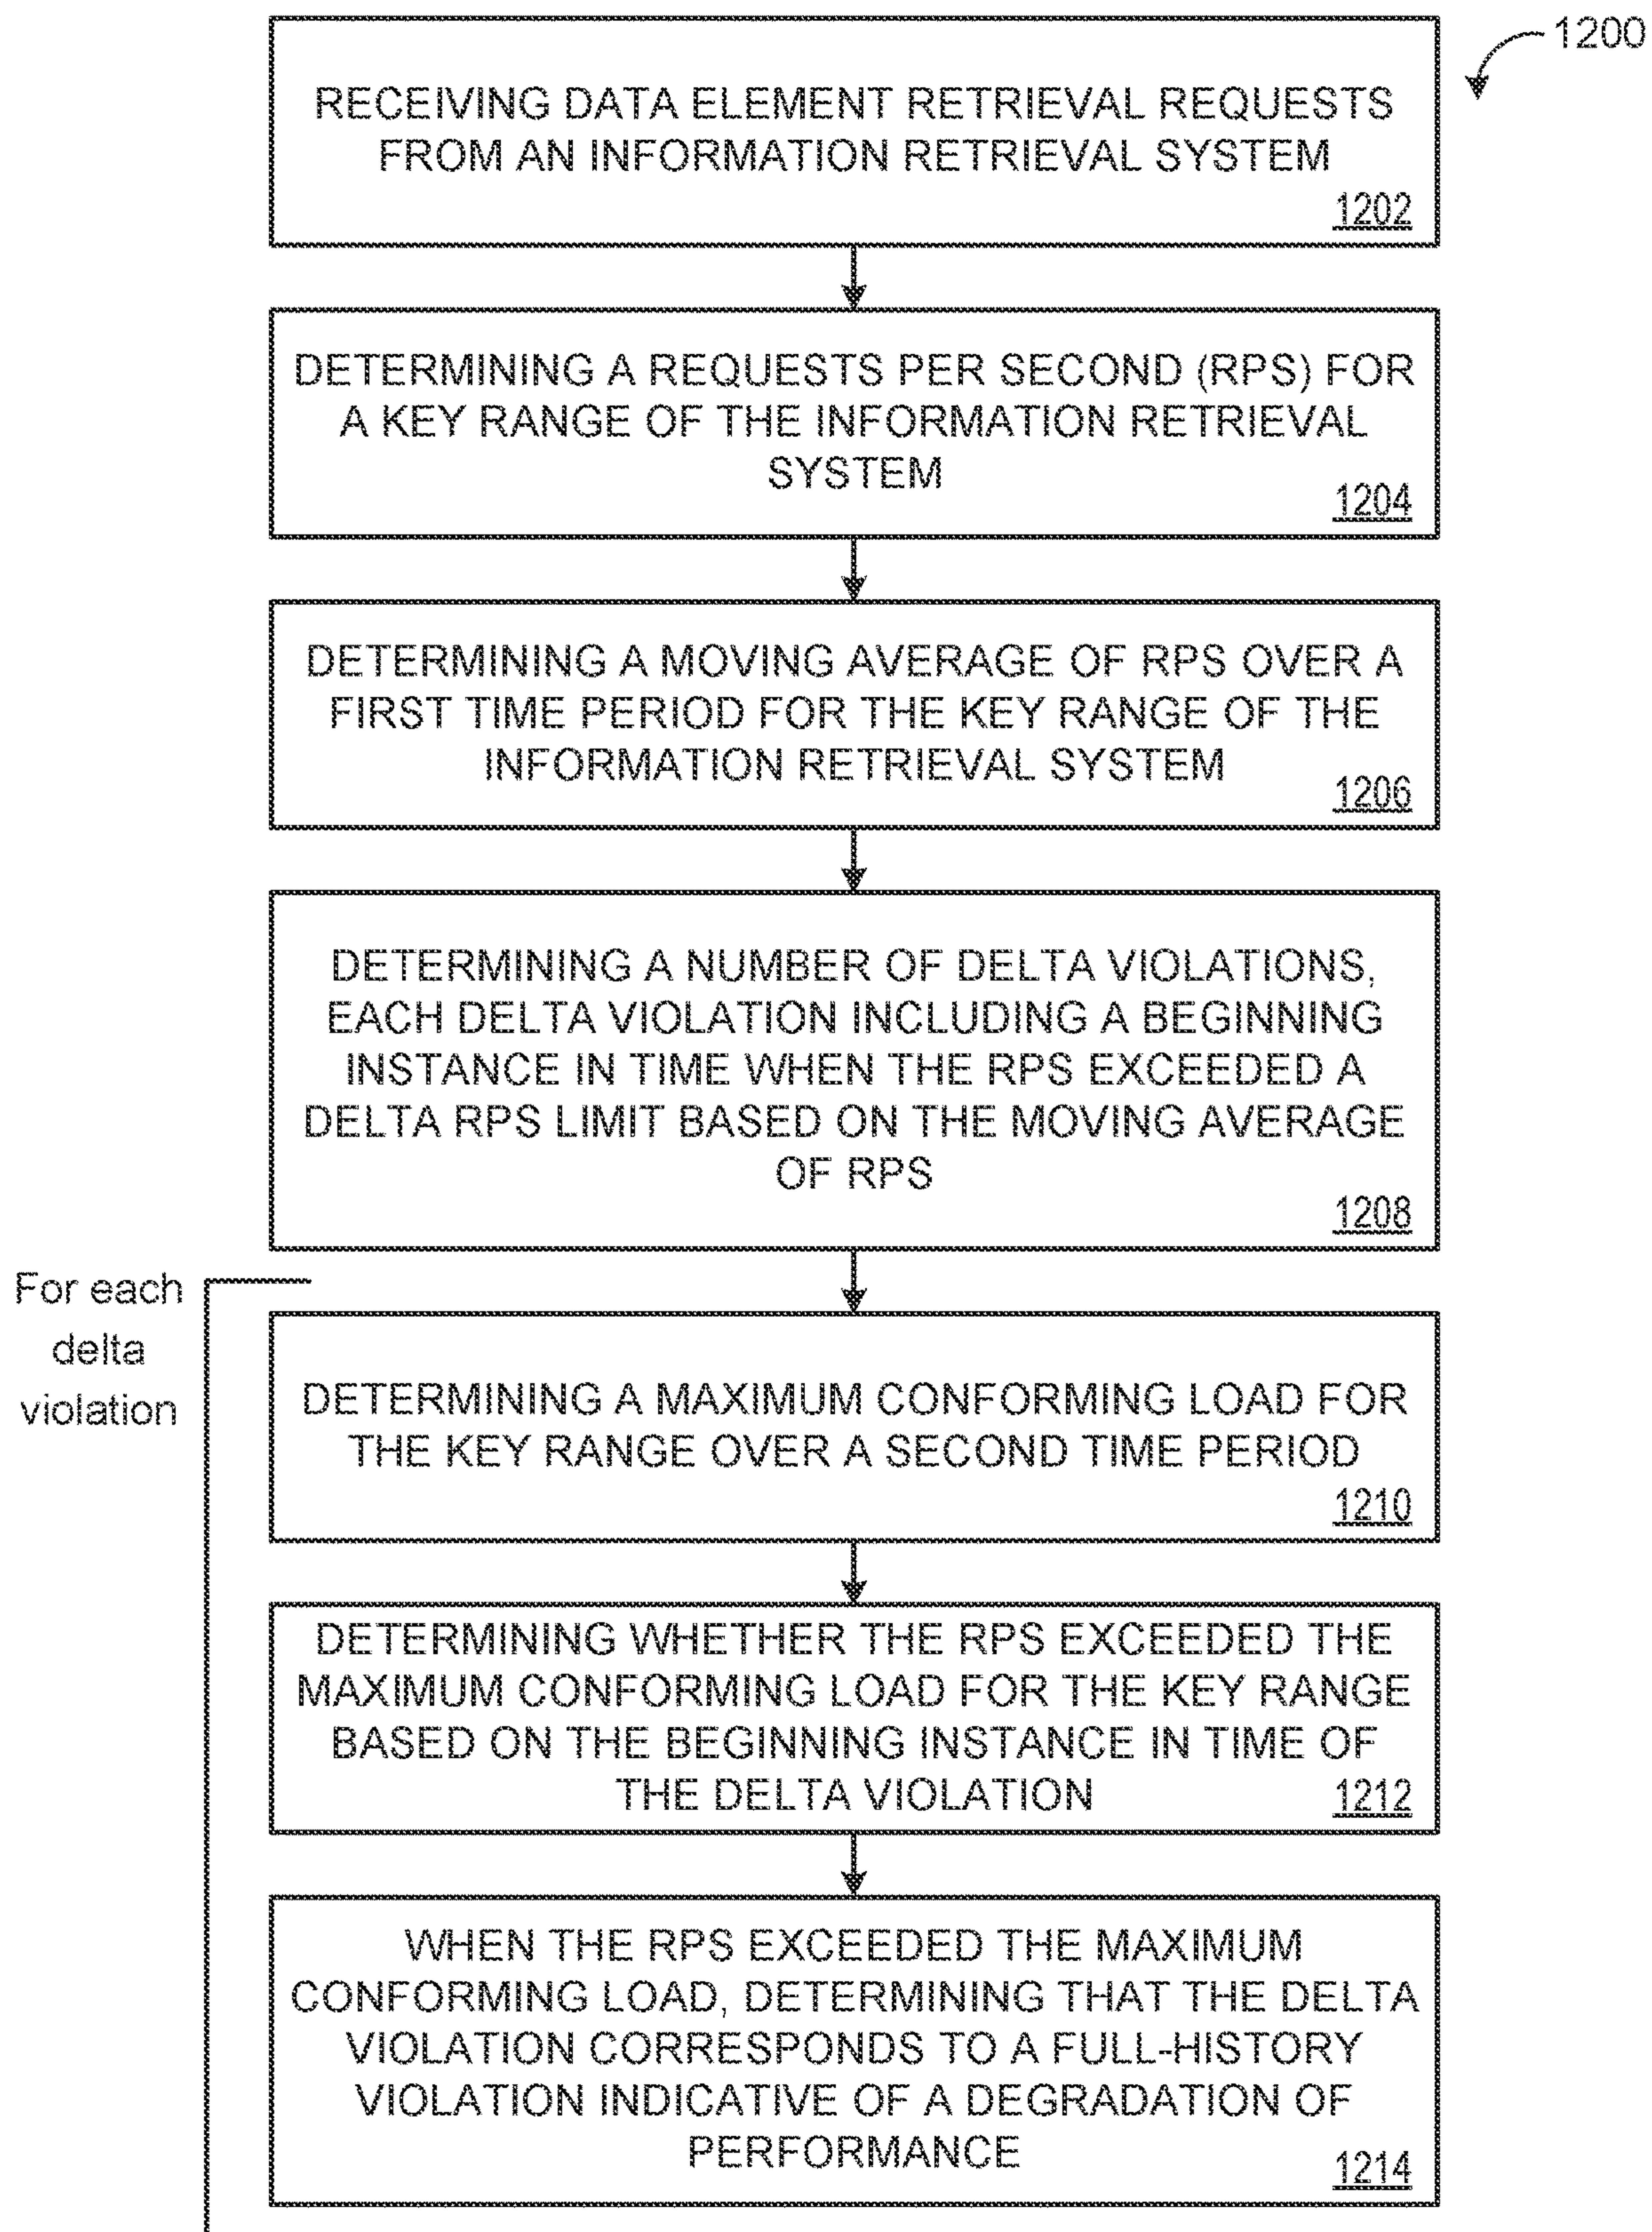 1200
RECEIVING DATA ELEMENT RETRIEVAL REQUESTS
FROM AN INFORMATION RETRIEVAL SYSTEM
1202
DETERMINING A REQUESTS PER SECOND (RPS) FOR
A KEY RANGE OF THE INFORMATION RETRIEVAL
SYSTEM
1204
DETERMINING A MOVING AVERAGE OF RPS OVER A
FIRST TIME PERIOD FOR THE KEY RANGE OF THE
INFORMATION RETRIEVAL SYSTEM
1206
DETERMINING A NUMBER OF DELTA VIOLATIONS,
EACH DELTA VIOLATION INCLUDING A BEGINNING
INSTANCE IN TIME WHEN THE RPS EXCEEDED A
DELTA RPS LIMIT BASED ON THE MOVING AVERAGE
OF RPS
1208
For each
delta
violation
DETERMINING A MAXIMUM CONFORMING LOAD FOR
THE KEY RANGE OVER A SECOND TIME PERIOD
1210
DETERMINING WHETHER THE RPS EXCEEDED THE
MAXIMUM CONFORMING LOAD FOR THE KEY RANGE
BASED ON THE BEGINNING INSTANCE IN TIME OF
THE DELTA VIOLATION
1212
WHEN THE RPS EXCEEDED THE MAXIMUM
CONFORMING LOAD, DETERMINING THAT THE DELTA
VIOLATION CORRESPONDS TO A FULL-HISTORY
VIOLATION INDICATIVE OF A DEGRADATION OF
PERFORMANCE
1214